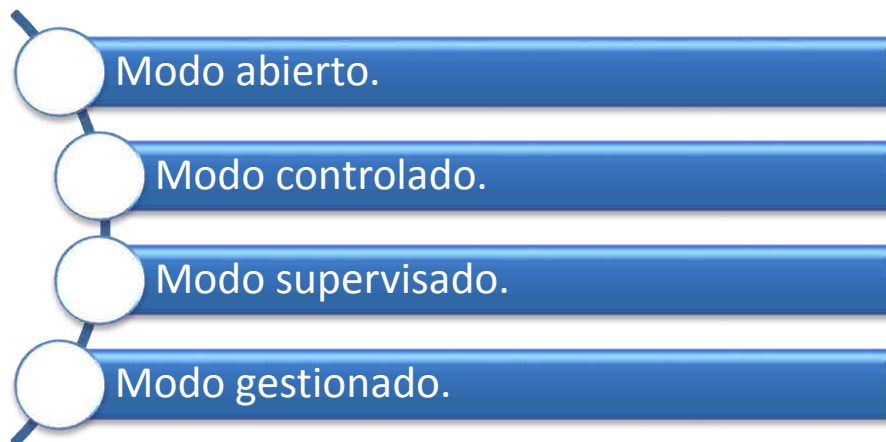 Modo abierto.
Modo controlado.
Modo supervisado.
Modo gestionado.